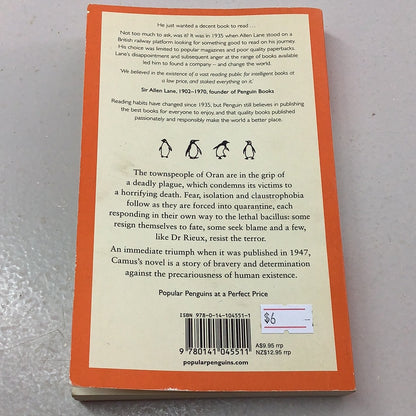 He just wanted a decent book to read ...
Not too much to ask, was it? It was in 1935 when Allen Lane stood on a
British railway platform looking for something good to read on his journey.
His choice was limited to popular magazines and poor quality paperbacks.
Lane's disappointment and subsequent anger at the range of books available
led him to found a company – and change the world.
'We believed in the existence of a vast reading public for intelligent books at
a low price, and staked everything on it.'
Sir Allen Lane, 1902–1970, founder of Penguin Books
Reading habits have changed since 1935, but Penguin still believes in publishing
the best books for everyone to enjoy, and that quality books published
passionately and responsibly make the world a better place.
The townspeople of Oran are in the grip of
a deadly plague, which condemns its victims to
a horrifying death. Fear, isolation and claustrophobia
follow as they are forced into quarantine, each
responding in their own way to the lethal bacillus: some
resign themselves to fate, some seek blame and a few,
like Dr Rieux, resist the terror.
An immediate triumph when it was published in 1947,
Camus's novel is a story of bravery and determination
against the precariousness of human existence.
Popular Penguins at a Perfect Price
ISBN 978-0-14-104551-1
$6
A$9.95 rrp
NZ$12.95 rrp
9 780141 045511
popularpenguins.com